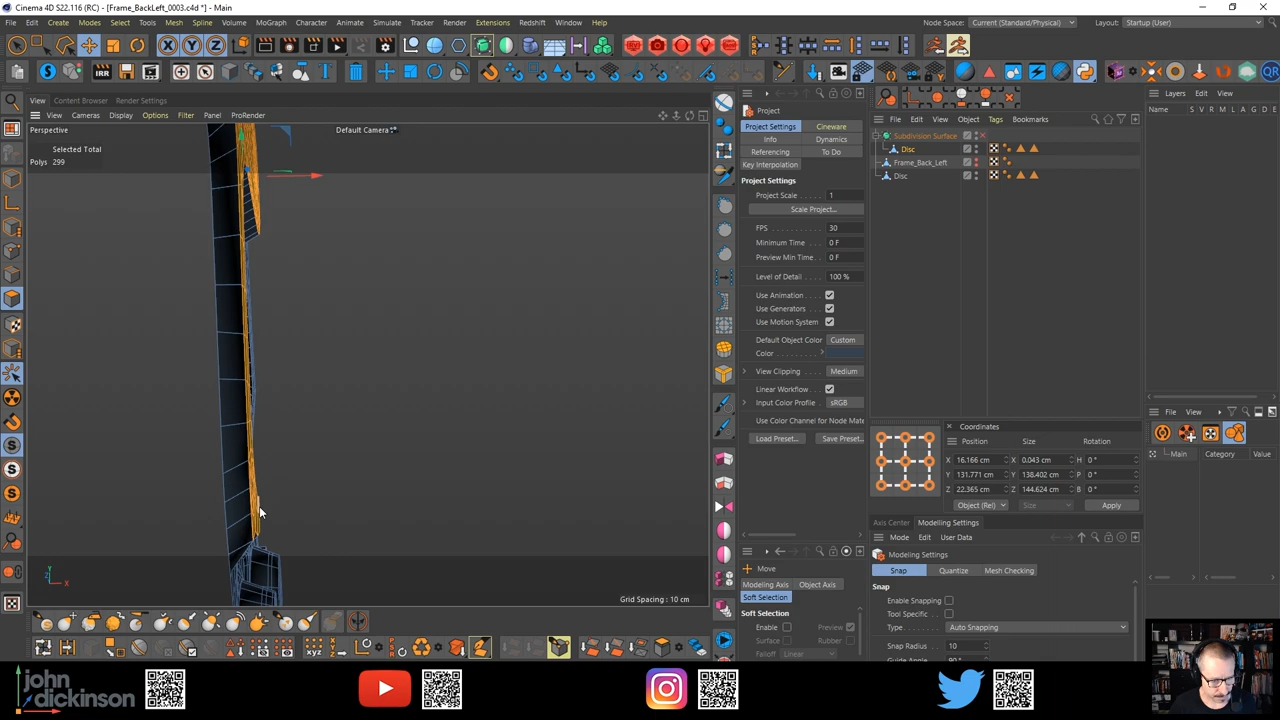 Cinema 4D S22.116 (RC) - [Frame_BackLeft_0003.c4d *] - Main
File Edit Create Modes Select Tools Mesh Spline Volume MoGraph Character Animate Simulate Tracker Render Extensions Redshift Window Help
Node Space: Current (Standard/Physical) Layout: Startup (User)
IRR
QR
View Content Browser Render Settings
View Cameras Display Options Filter Panel ProRender
Perspective
Default Camera
Selected Total
Polys 299
Grid Spacing : 10 cm
Project
Project Settings Cineware
Info Dynamics
Referencing To Do
Key Interpolation
Project Settings
Project Scale 1
Scale Project...
FPS 30
Minimum Time 0 F
Preview Min Time 0 F
Level of Detail 100 %
Use Animation
Use Generators
Use Motion System
Default Object Color Custom
Color
View Clipping Medium
Linear Workflow
Input Color Profile sRGB
Use Color Channel for Node Mate
Load Preset... Save Preset...
Move
Modeling Axis Object Axis
Soft Selection
Soft Selection
Enable Preview
Surface Rubber
Falloff Linear
File Edit View Object Tags Bookmarks
Subdivision Surface
Disc
Frame_Back_Left
Disc
Layers Edit View
Name S V R M L A G D E
File View
Main Category Value
Coordinates
Position Size Rotation
X 16.166 cm X 0.043 cm H 0 °
Y 131.771 cm Y 138.402 cm P 0 °
Z 22.365 cm Z 144.624 cm B 0 °
Object (Rel) Size Apply
Axis Center Modelling Settings
Mode Edit User Data
Modelling Settings
Snap Quantize Mesh Checking
Snap
Enable Snapping
Tool Specific
Type Auto Snapping
Snap Radius 10
Guide Angle 90 °
john
dickinson